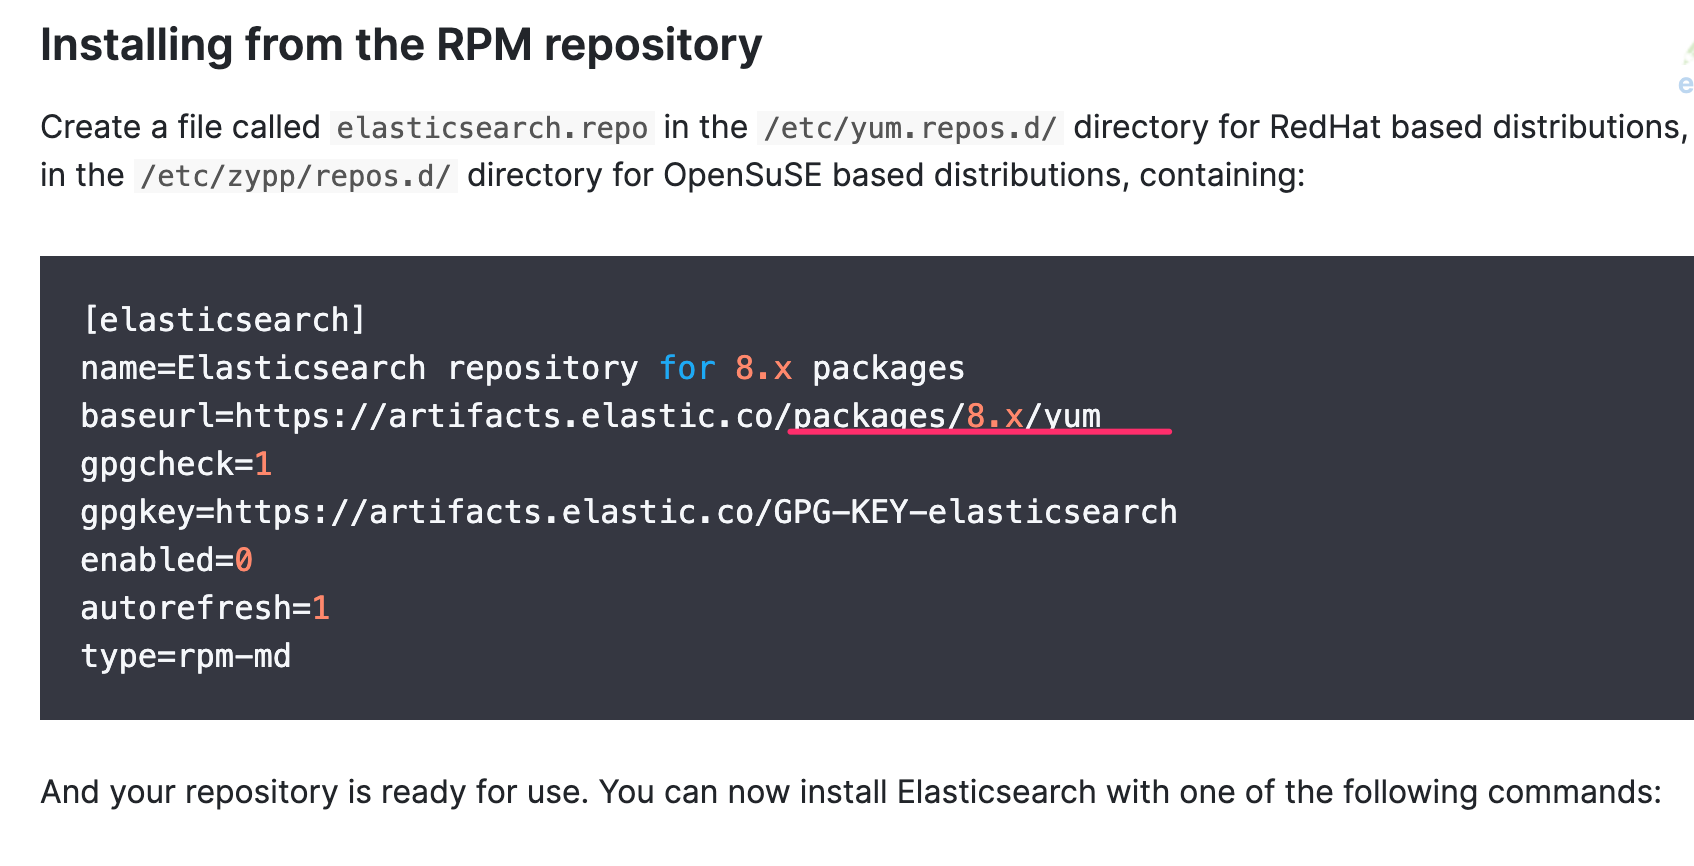 Installing from the RPM repository
Create a file called elasticsearch.repo in the /etc/yum.repos.d/ directory for RedHat based distributions,
in the /etc/zypp/repos.d/ directory for OpenSuSE based distributions, containing:
[elasticsearch]
name=Elasticsearch repository for 8.x packages
baseurl=https://artifacts.elastic.co/packages/8.x/yum
gpgcheck=1
gpgkey=https://artifacts.elastic.co/GPG-KEY-elasticsearch
enabled=0
autorefresh=1
type=rpm-md
And your repository is ready for use. You can now install Elasticsearch with one of the following commands: